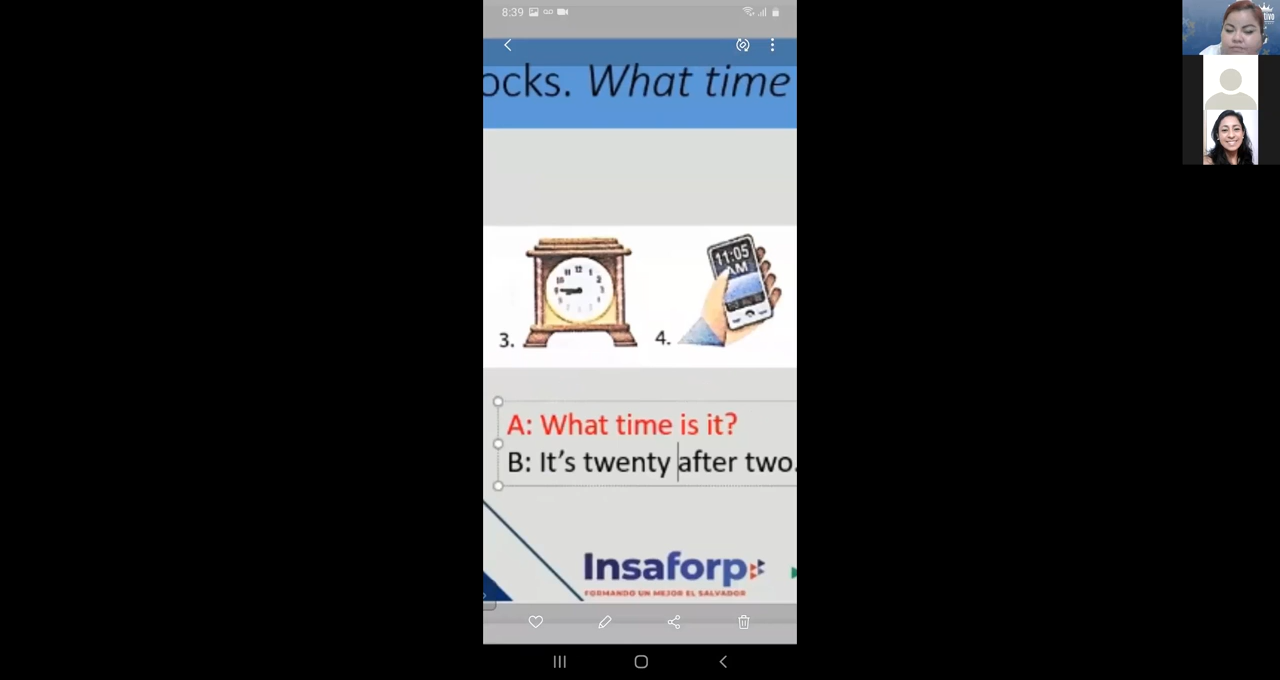 8:39
ocks. What time
11:05
AM
3.
4.
A: What time is it?
B: It's twenty after two.
Insaforp
FORMANDO UN MEJOR EL SALVADOR